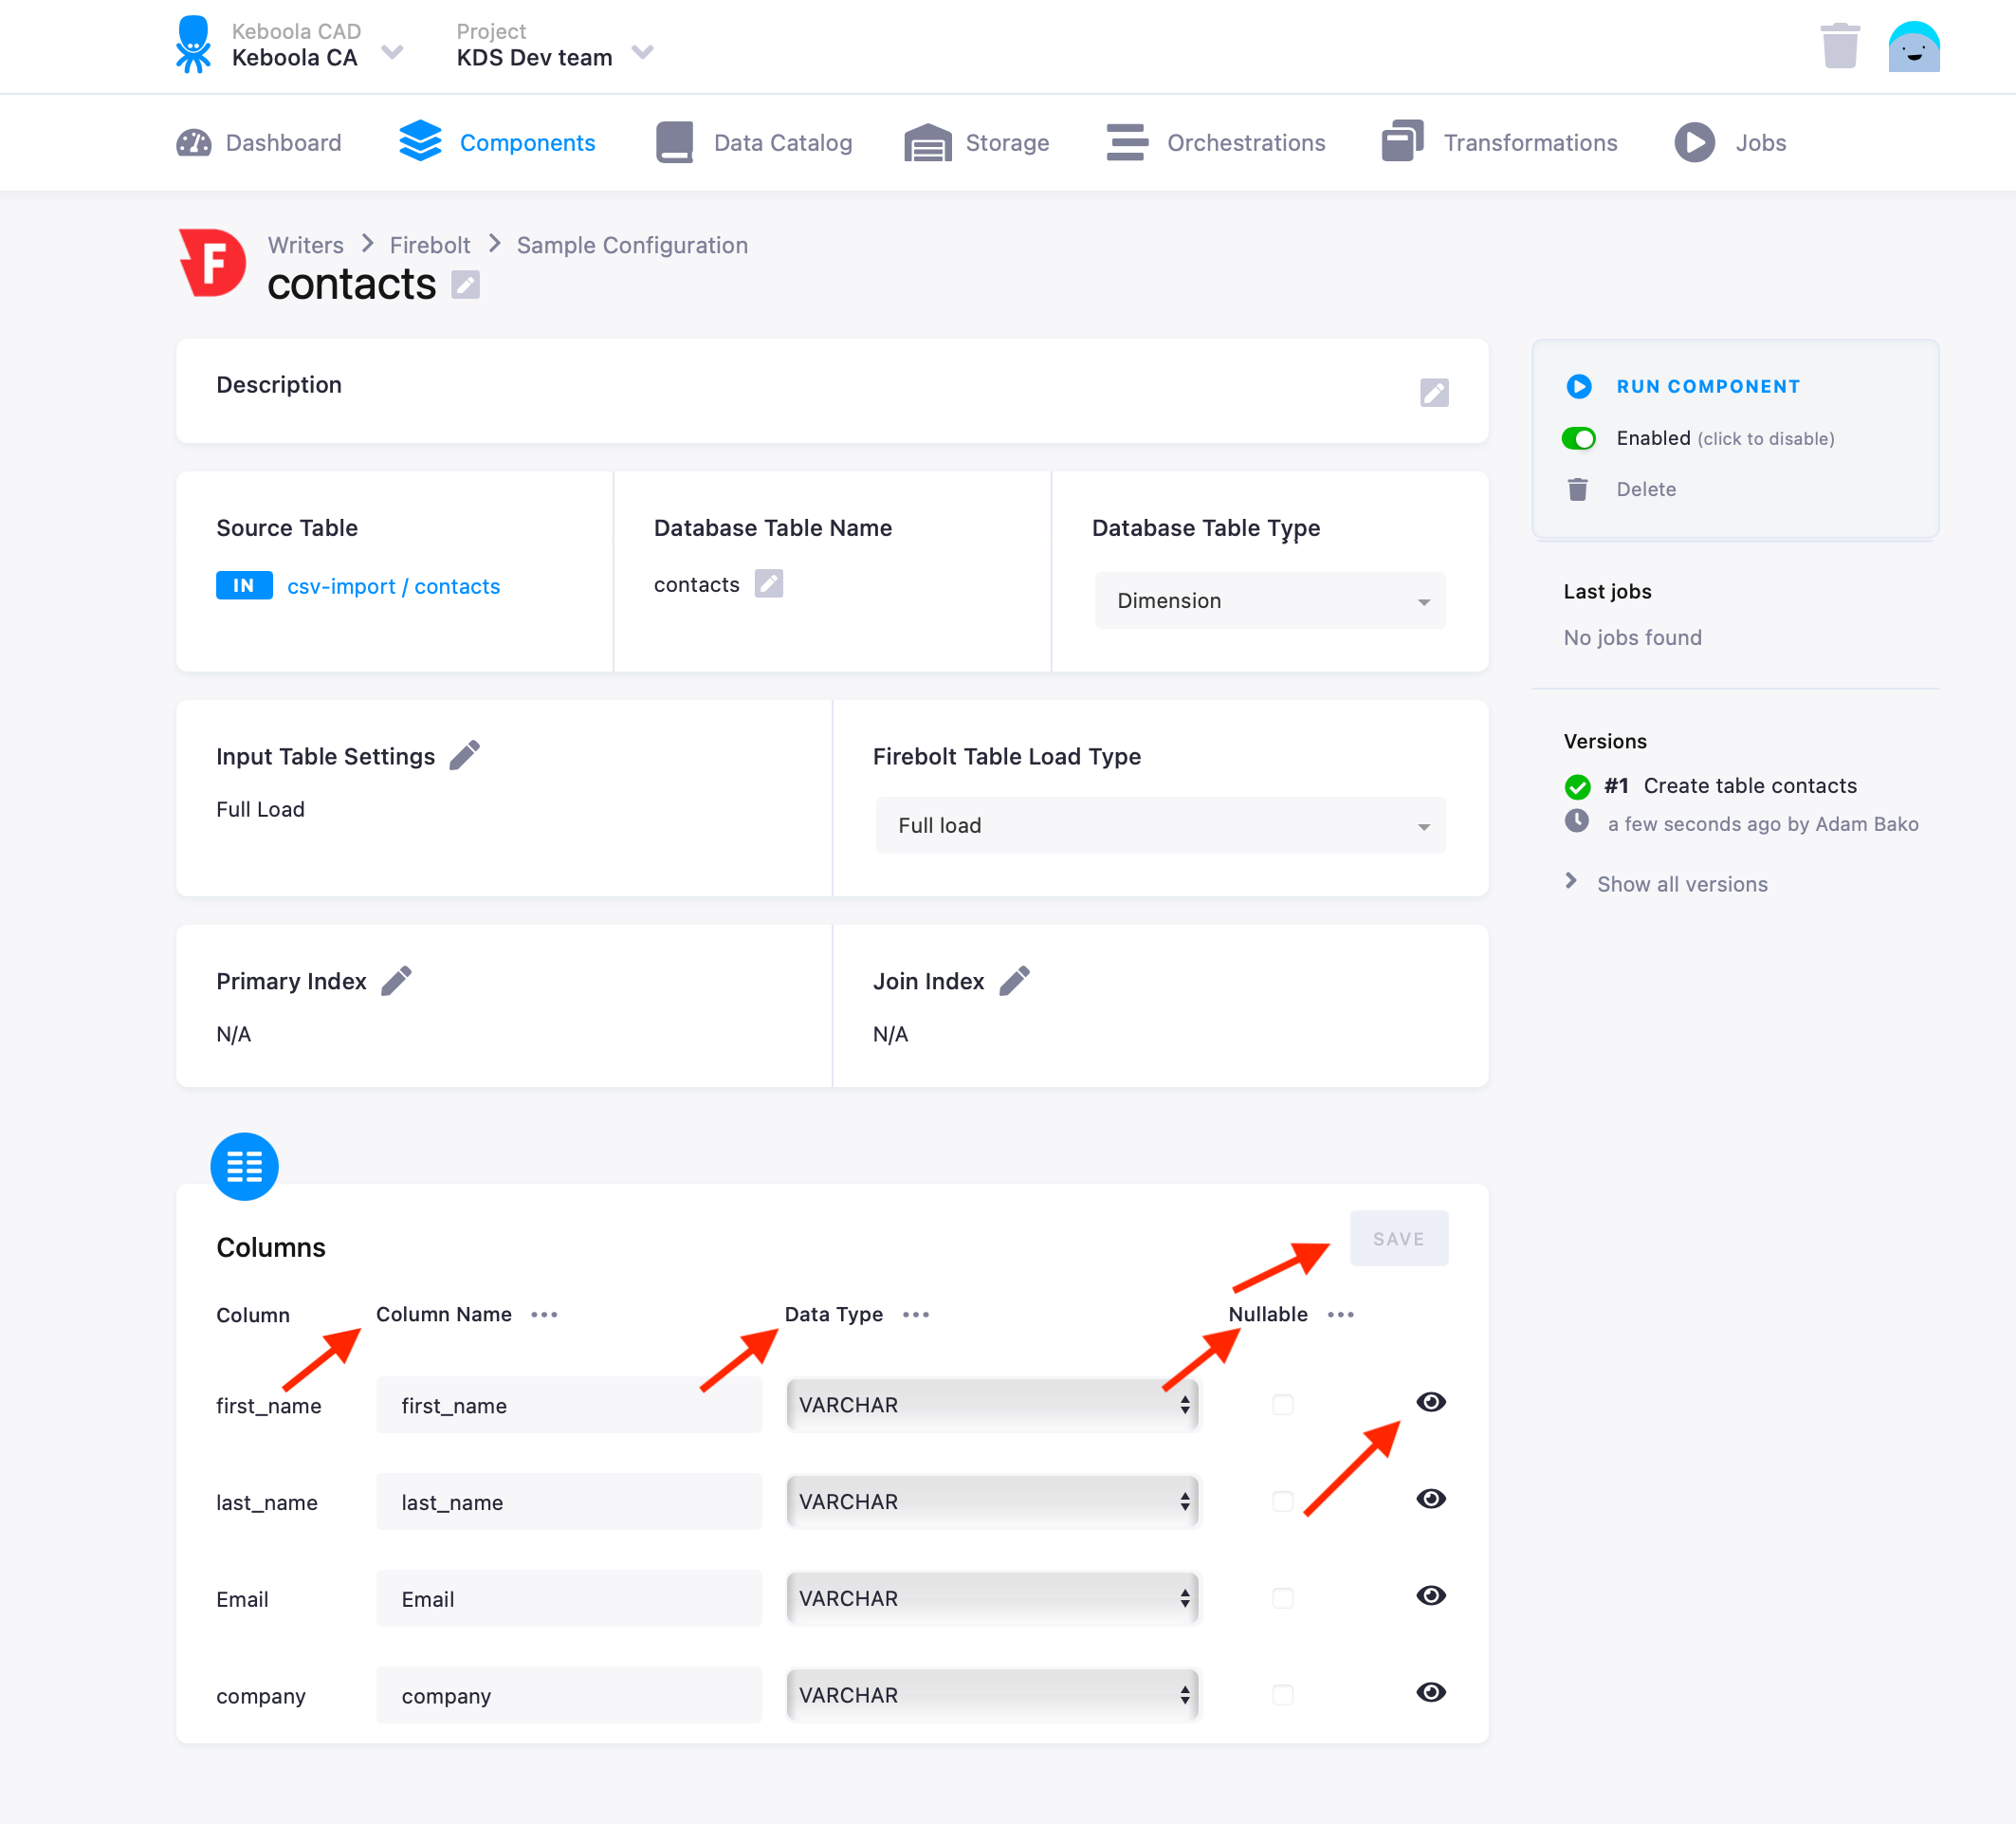 Keboola CAD
Keboola CA
Project
KDS Dev team
Dashboard
Components
Data Catalog
Storage
Orchestrations
Transformations
Jobs
F
Writers > Firebolt > Sample Configuration
contacts
Description
Source Table
IN csv-import / contacts
Database Table Name
contacts
Database Table Type
Dimension
Input Table Settings
Full Load
Firebolt Table Load Type
Full load
Primary Index
N/A
Join Index
N/A
Columns
SAVE
Column
Column Name •••
Data Type •••
Nullable •••
first_name first_name VARCHAR
last_name last_name VARCHAR
Email Email VARCHAR
company company VARCHAR
RUN COMPONENT
Enabled (click to disable)
Delete
Last jobs
No jobs found
Versions
#1 Create table contacts
a few seconds ago by Adam Bako
Show all versions